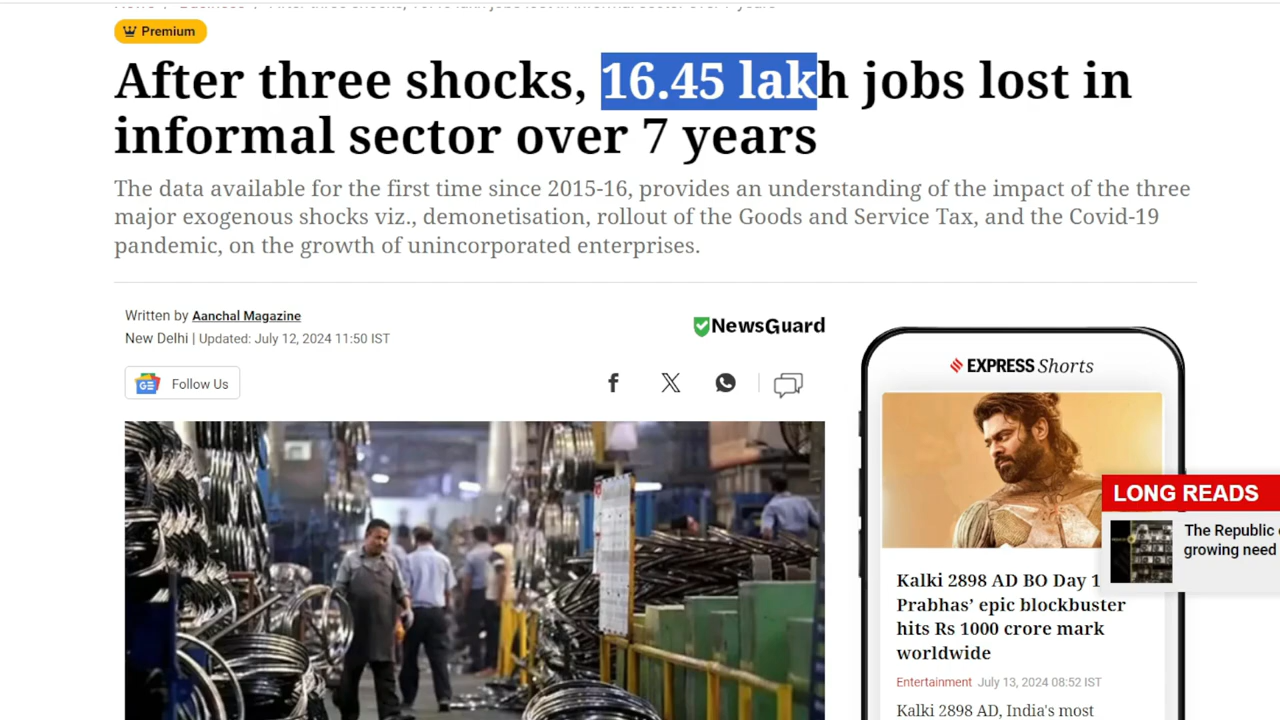 Premium
After three shocks, 16.45 lakh jobs lost in
informal sector over 7 years
The data available for the first time since 2015-16, provides an understanding of the impact of the three
major exogenous shocks viz., demonetisation, rollout of the Goods and Service Tax, and the Covid-19
pandemic, on the growth of unincorporated enterprises.
Written by Aanchal Magazine
New Delhi | Updated: July 12, 2024 11:50 IST
NewsGuard
Follow Us
EXPRESS Shorts
LONG READS
The Republic
growing need
Kalki 2898 AD BO Day 1
Prabhas’ epic blockbuster
hits Rs 1000 crore mark
worldwide
Entertainment July 13, 2024 08:52 IST
Kalki 2898 AD, India's most